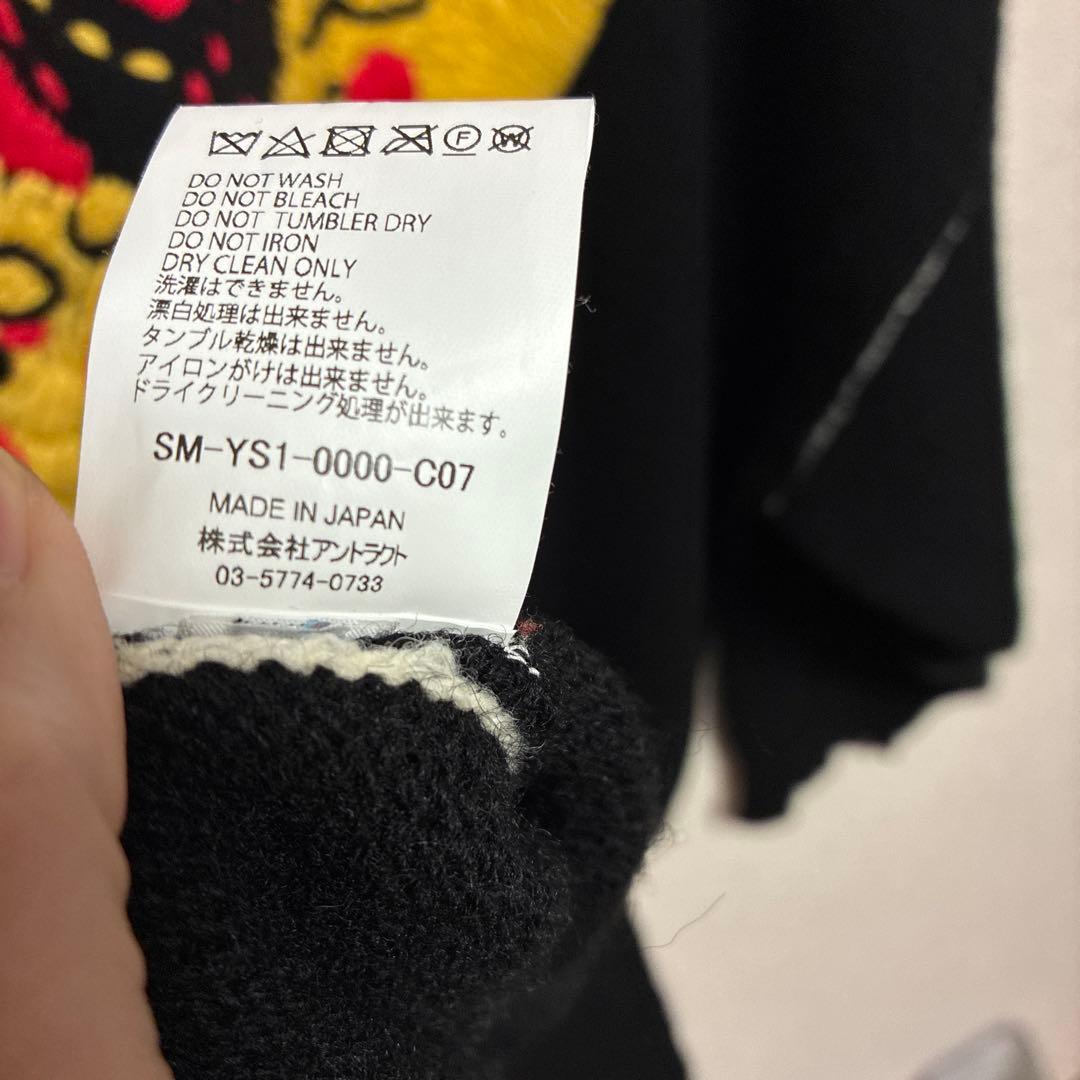 F W
DO NOT WASH
DO NOT BLEACH
DO NOT TUMBLER DRY
DO NOT IRON
DRY CLEAN ONLY
洗濯はできません。
漂白処理は出来ません。
タンブル乾燥は出来ません。
アイロンがけは出来ません。
ドライクリーニング処理が出来ます。
SM-YS1-0000-C07
MADE IN JAPAN
株式会社アントラクト
03-5774-0733